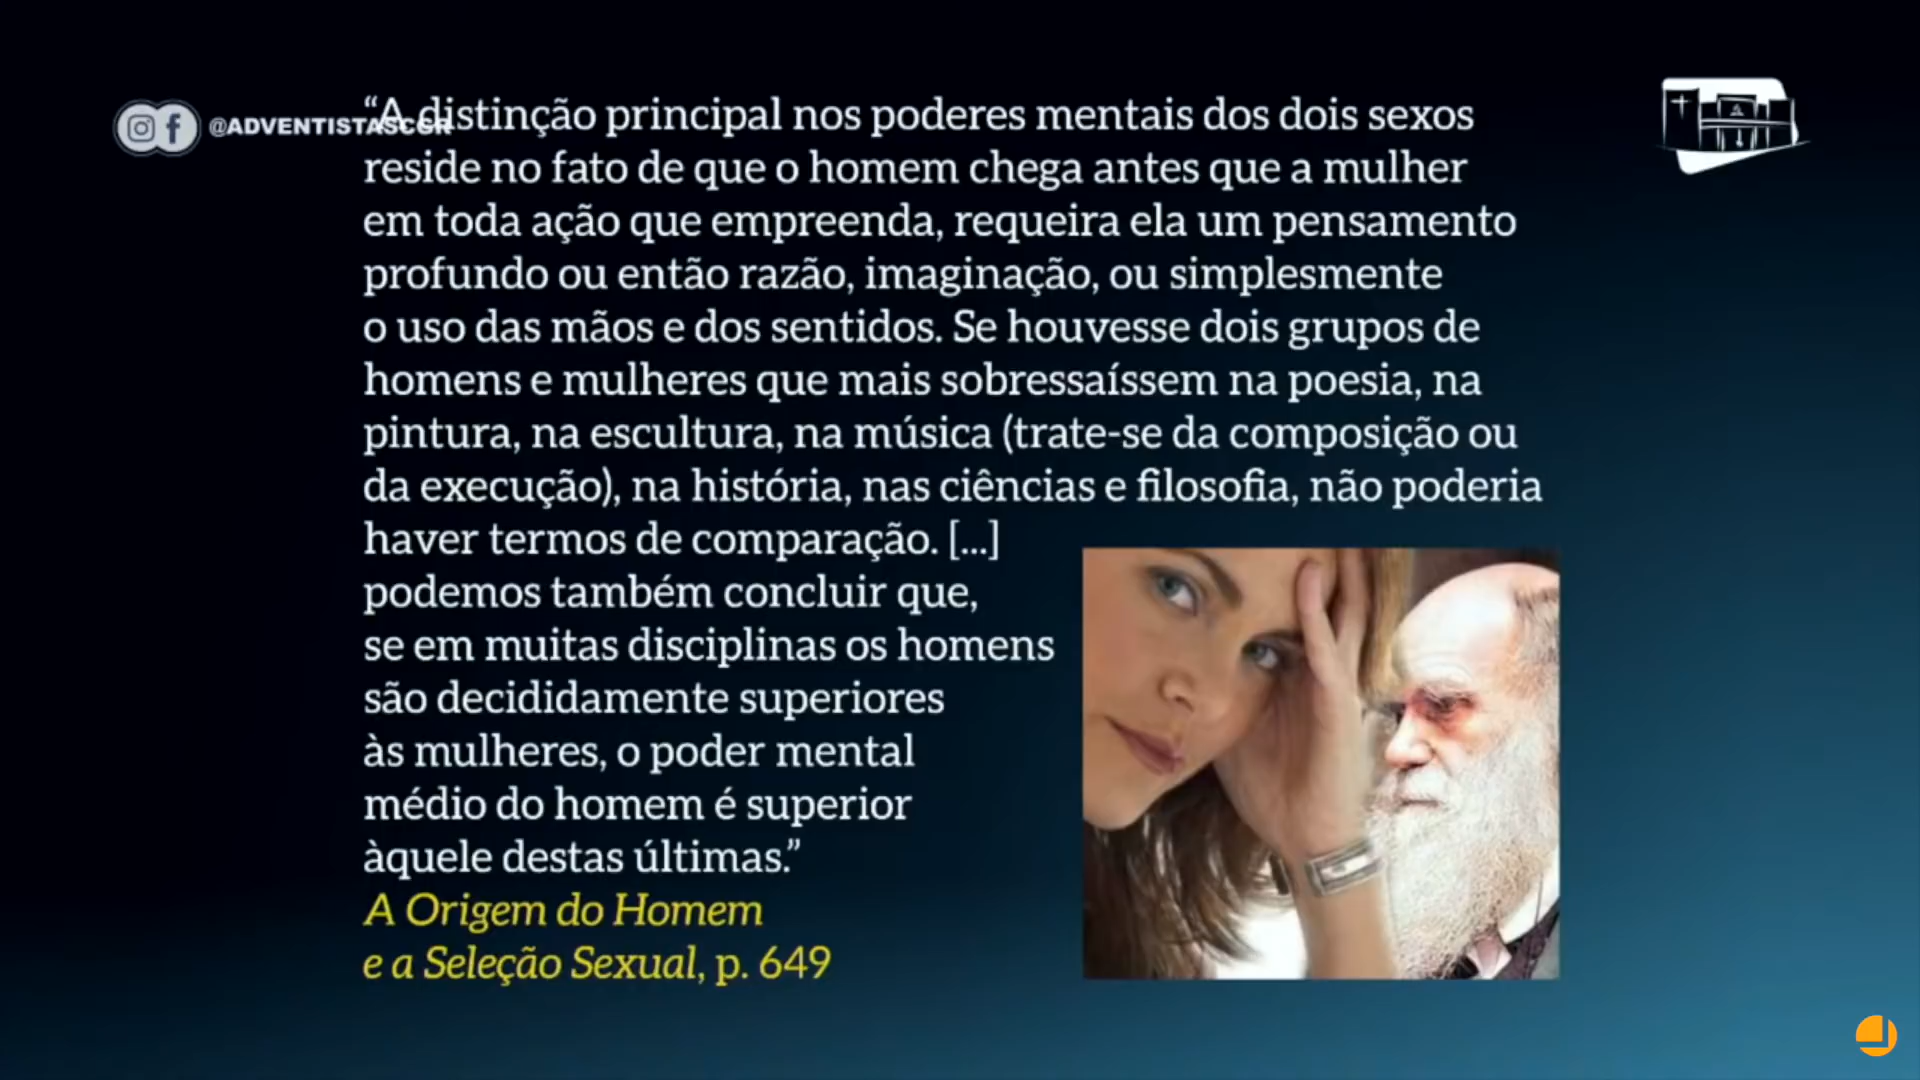 @ADVENTISTASCGR
“A distinção principal nos poderes mentais dos dois sexos
reside no fato de que o homem chega antes que a mulher
em toda ação que empreenda, requeira ela um pensamento
profundo ou então razão, imaginação, ou simplesmente
o uso das mãos e dos sentidos. Se houvesse dois grupos de
homens e mulheres que mais sobressaíssem na poesia, na
pintura, na escultura, na música (trate-se da composição ou
da execução), na história, nas ciências e filosofia, não poderia
haver termos de comparação. [...]
podemos também concluir que,
se em muitas disciplinas os homens
são decididamente superiores
às mulheres, o poder mental
médio do homem é superior
àquele destas últimas.”
A Origem do Homem
e a Seleção Sexual, p. 649